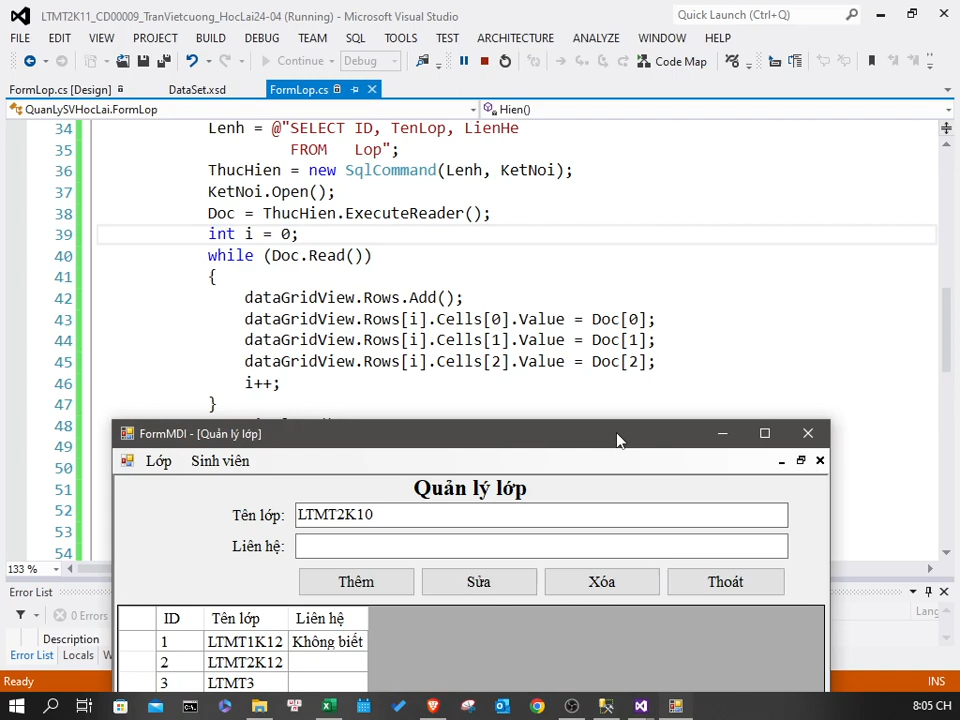 LTMT2K11_CD00009_TranVietcuong_HocLai24-04 (Running) - Microsoft Visual Studio
Quick Launch (Ctrl+Q)
FILE EDIT VIEW PROJECT BUILD DEBUG TEAM SQL TOOLS TEST ARCHITECTURE ANALYZE WINDOW HELP
Continue Debug Code Map
FormLop.cs [Design] DataSet.xsd FormLop.cs
QuanLySVHocLai.FormLop Hien()
34 Lenh = @"SELECT ID, TenLop, LienHe
35 FROM Lop";
36 ThucHien = new SqlCommand(Lenh, KetNoi);
37 KetNoi.Open();
38 Doc = ThucHien.ExecuteReader();
39 int i = 0;
40 while (Doc.Read())
41 {
42 dataGridView.Rows.Add();
43 dataGridView.Rows[i].Cells[0].Value = Doc[0];
44 dataGridView.Rows[i].Cells[1].Value = Doc[1];
45 dataGridView.Rows[i].Cells[2].Value = Doc[2];
46 i++;
47 }
48
49
50
51
52
53
54
133 %
FormMDI - [Quản lý lớp]
Lớp Sinh viên
Quản lý lớp
Tên lớp: LTMT2K10
Liên hệ:
Thêm Sửa Xóa Thoát
ID Tên lớp Liên hệ
1 LTMT1K12 Không biết
2 LTMT2K12
3 LTMT3
Error List
0 Errors
Description
Error List Locals
Ready INS
8:05 CH